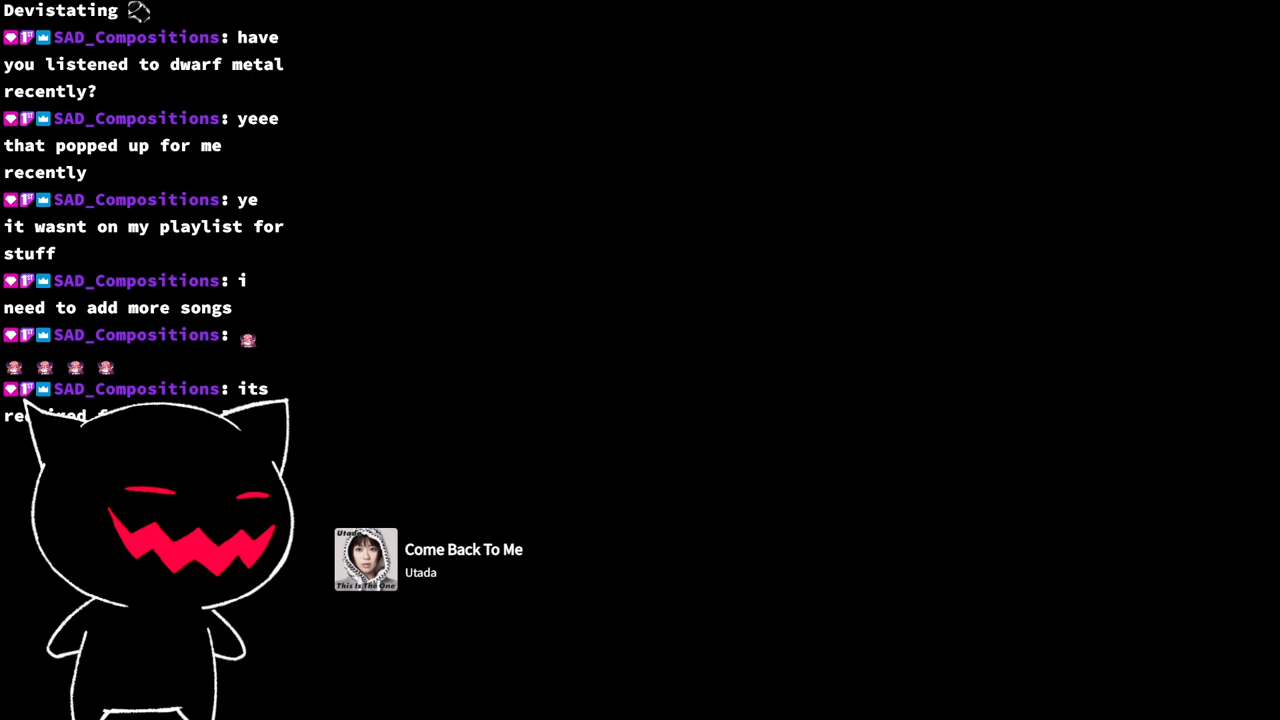 Devistating
SAD_Compositions: have
you listened to dwarf metal
recently?
SAD_Compositions: yeee
that popped up for me
recently
SAD_Compositions: ye
it wasnt on my playlist for
stuff
SAD_Compositions: i
need to add more songs
SAD_Compositions:
SAD_Compositions: its
Utada
This Is The One
Come Back To Me
Utada